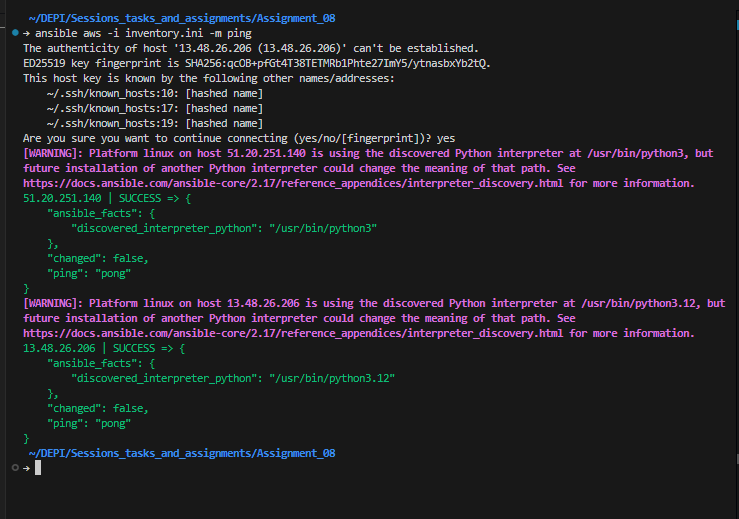 ~/DEPI/Sessions_tasks_and_assignments/Assignment_08
→ ansible aws -i inventory.ini -m ping
The authenticity of host '13.48.26.206 (13.48.26.206)' can't be established.
ED25519 key fingerprint is SHA256:qcOB+pfGt4T38TETMRb1Phte27ImY5/ytnasbxYb2tQ.
This host key is known by the following other names/addresses:
    ~/.ssh/known_hosts:10: [hashed name]
    ~/.ssh/known_hosts:17: [hashed name]
    ~/.ssh/known_hosts:19: [hashed name]
Are you sure you want to continue connecting (yes/no/[fingerprint])? yes
[WARNING]: Platform linux on host 51.20.251.140 is using the discovered Python interpreter at /usr/bin/python3, but
future installation of another Python interpreter could change the meaning of that path. See
https://docs.ansible.com/ansible-core/2.17/reference_appendices/interpreter_discovery.html for more information.
51.20.251.140 | SUCCESS => {
    "ansible_facts": {
        "discovered_interpreter_python": "/usr/bin/python3"
    },
    "changed": false,
    "ping": "pong"
}
[WARNING]: Platform linux on host 13.48.26.206 is using the discovered Python interpreter at /usr/bin/python3.12, but
future installation of another Python interpreter could change the meaning of that path. See
https://docs.ansible.com/ansible-core/2.17/reference_appendices/interpreter_discovery.html for more information.
13.48.26.206 | SUCCESS => {
    "ansible_facts": {
        "discovered_interpreter_python": "/usr/bin/python3.12"
    },
    "changed": false,
    "ping": "pong"
}
~/DEPI/Sessions_tasks_and_assignments/Assignment_08
→